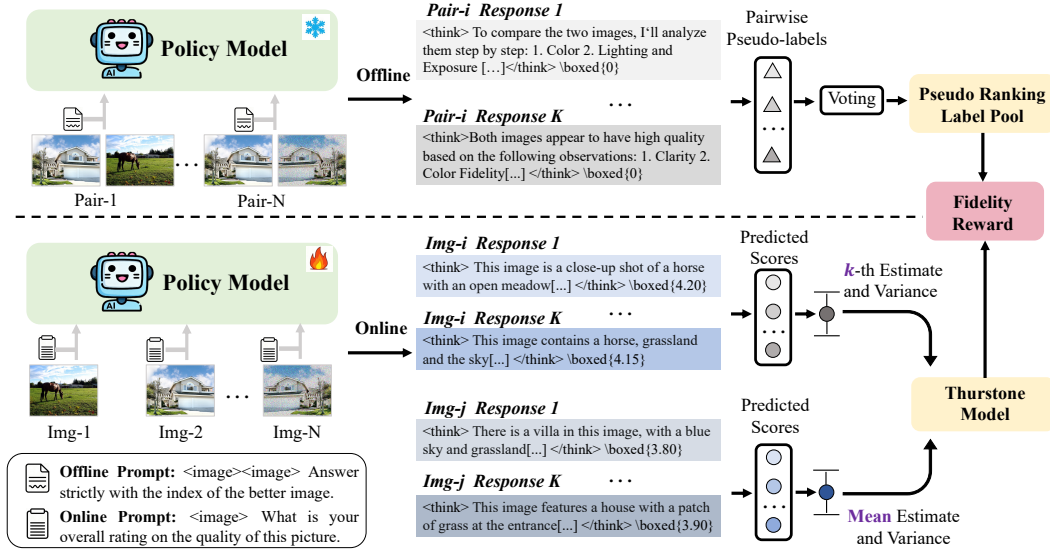 Policy Model
AI
Pair-1
Pair-N
Offline
Pair-i Response 1
<think> To compare the two images, I'll analyze
them step by step: 1. Color 2. Lighting and
Exposure […]</think> \boxed{0}
...
Pair-i Response K
<think>Both images appear to have high quality
based on the following observations: 1. Clarity 2.
Color Fidelity[...] </think> \boxed{0}
Pairwise
Pseudo-labels
Voting
Pseudo Ranking
Label Pool
Fidelity
Reward
Policy Model
AI
Img-1
Img-2
Img-N
Online
Img-i Response 1
<think> This image is a close-up shot of a horse
with an open meadow[...] </think> \boxed{4.20}
Img-i Response K
...
<think> This image contains a horse, grassland
and the sky[...] </think> \boxed{4.15}
Predicted
Scores
k-th Estimate
and Variance
Img-j Response 1
<think> There is a villa in this image, with a blue
sky and grassland[...] </think> \boxed{3.80}
Img-j Response K
...
<think> This image features a house with a patch
of grass at the entrance[...] </think> \boxed{3.90}
Predicted
Scores
Mean Estimate
and Variance
Thurstone
Model
Offline Prompt: <image><image> Answer
strictly with the index of the better image.
Online Prompt: <image> What is your
overall rating on the quality of this picture.